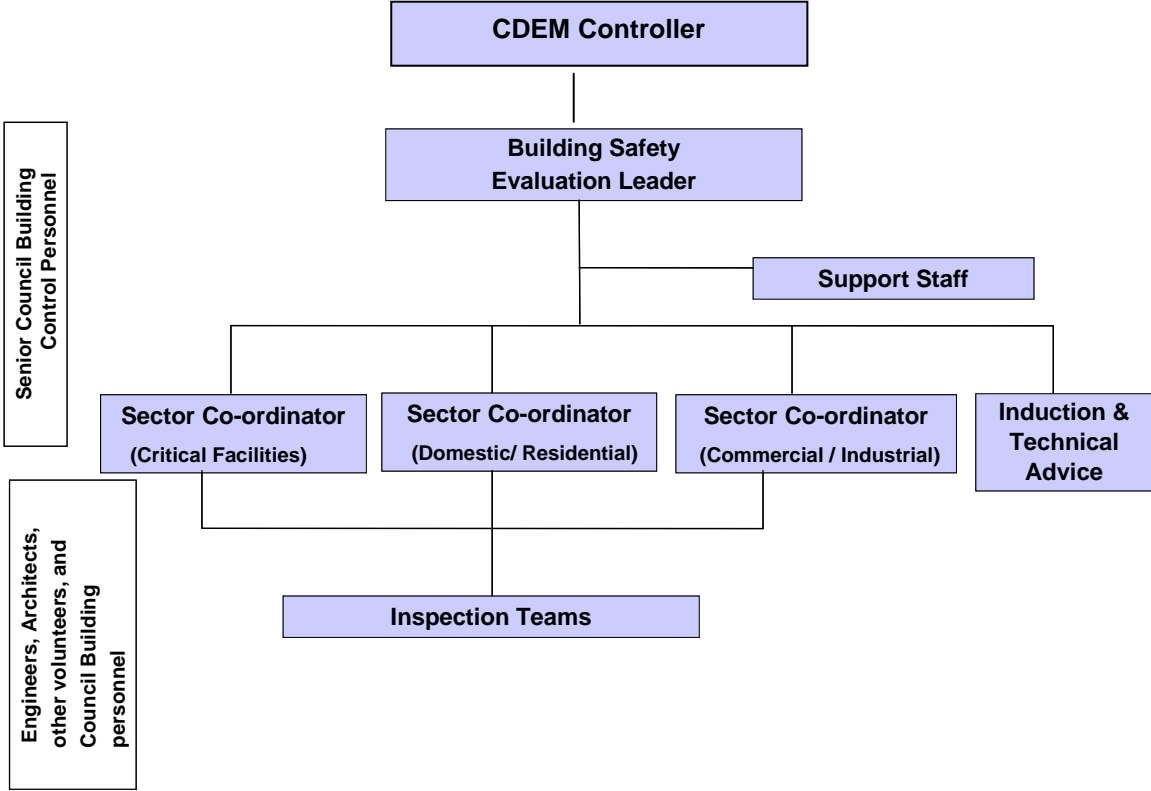 CDEM Controller
Senior Council Building
Control Personnel
Building Safety
Evaluation Leader
Support Staff
Sector Co-ordinator
(Critical Facilities)
Sector Co-ordinator
(Domestic/ Residential)
Sector Co-ordinator
(Commercial / Industrial)
Induction &
Technical
Advice
Engineers, Architects,
other volunteers, and
Council Building
personnel
Inspection Teams